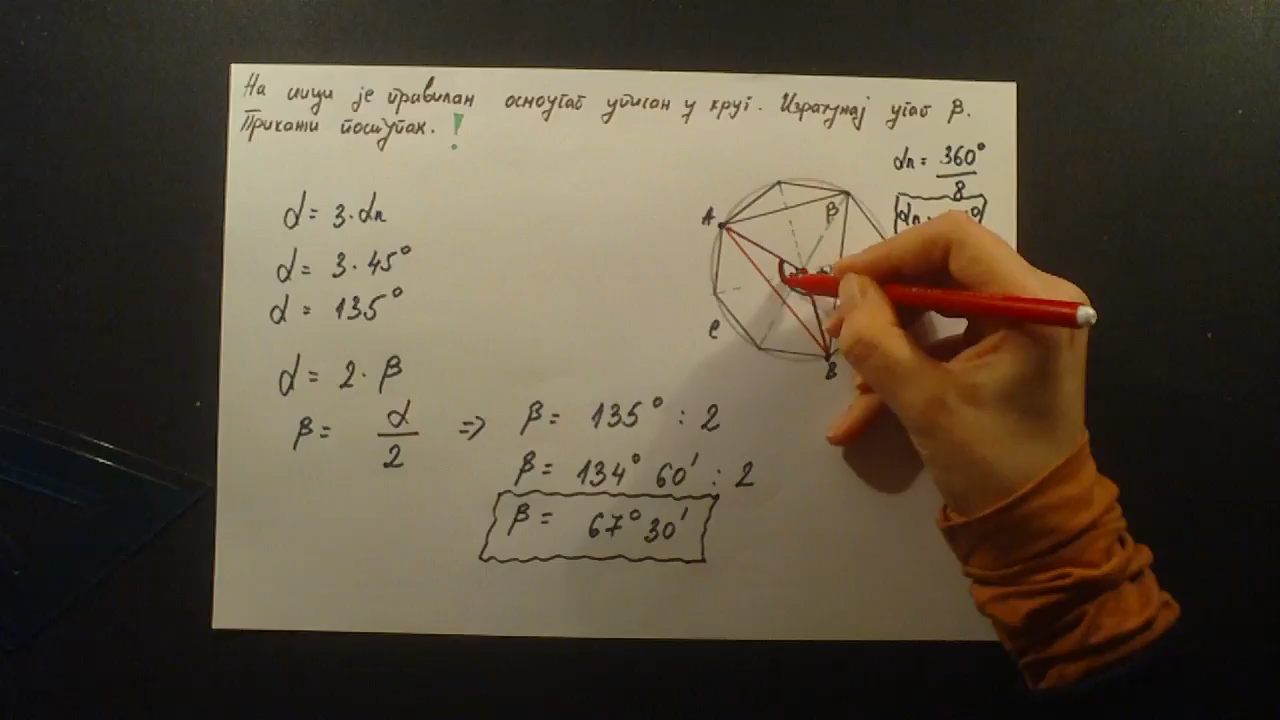 На слици је правилан осмоугао уписан у круг. Израчунај угао β.
Прикажи поступак. !
αn = 360°
8
α = 3·αn
α = 3·45°
α = 135°
α = 2·β
β = α
2
=> β = 135° : 2
β = 134° 60' : 2
β = 67° 30'
A
β
e
B